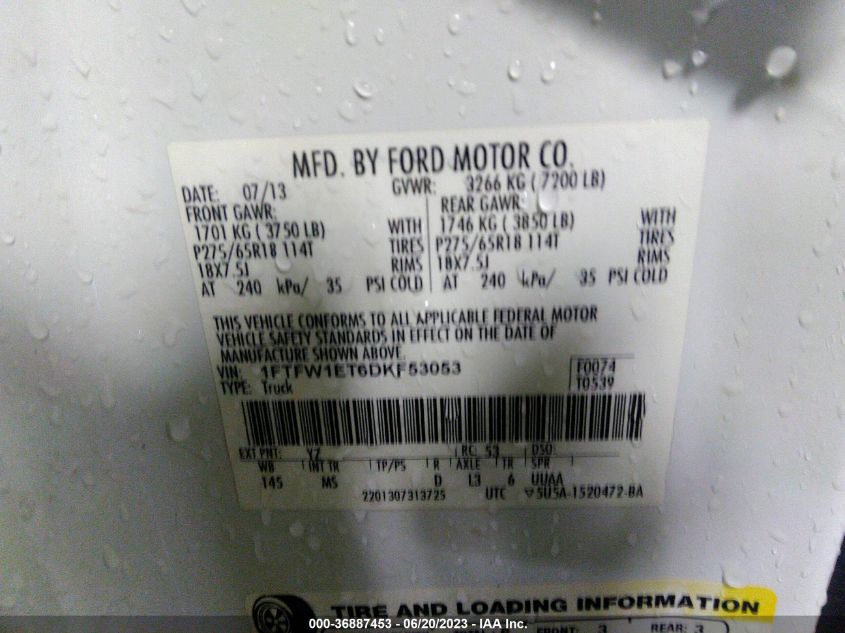 MFD. BY FORD MOTOR CO.
DATE: 07/13 GVWR: 3266 KG ( 7200 LB)
FRONT GAWR: REAR GAWR:
1701 KG ( 3750 LB) WITH 1746 KG ( 3850 LB) WITH
P275/65R18 114T TIRES P275/65R18 114T TIRES
18X7.5J RIMS 18X7.5J RIMS
AT 240 kPa/ 35 PSI COLD AT 240 kPa/ 35 PSI COLD
THIS VEHICLE CONFORMS TO ALL APPLICABLE FEDERAL MOTOR
VEHICLE SAFETY STANDARDS IN EFFECT ON THE DATE OF
MANUFACTURE SHOWN ABOVE.
VIN: 1FTFW1ET6DKF53053 F0074
TYPE: Truck T0539
EXT PNT: YZ RC: 53 DSO:
WB INT TR TP/PS R AXLE TR SPR
145 MS D L3 6 UUAA
2201307313725 UTC ▽5U5A-1520472-BA
TIRE AND LOADING INFORMATION
FRONT: 3 REAR: 3
000-36887453 - 06/20/2023 - IAA Inc.